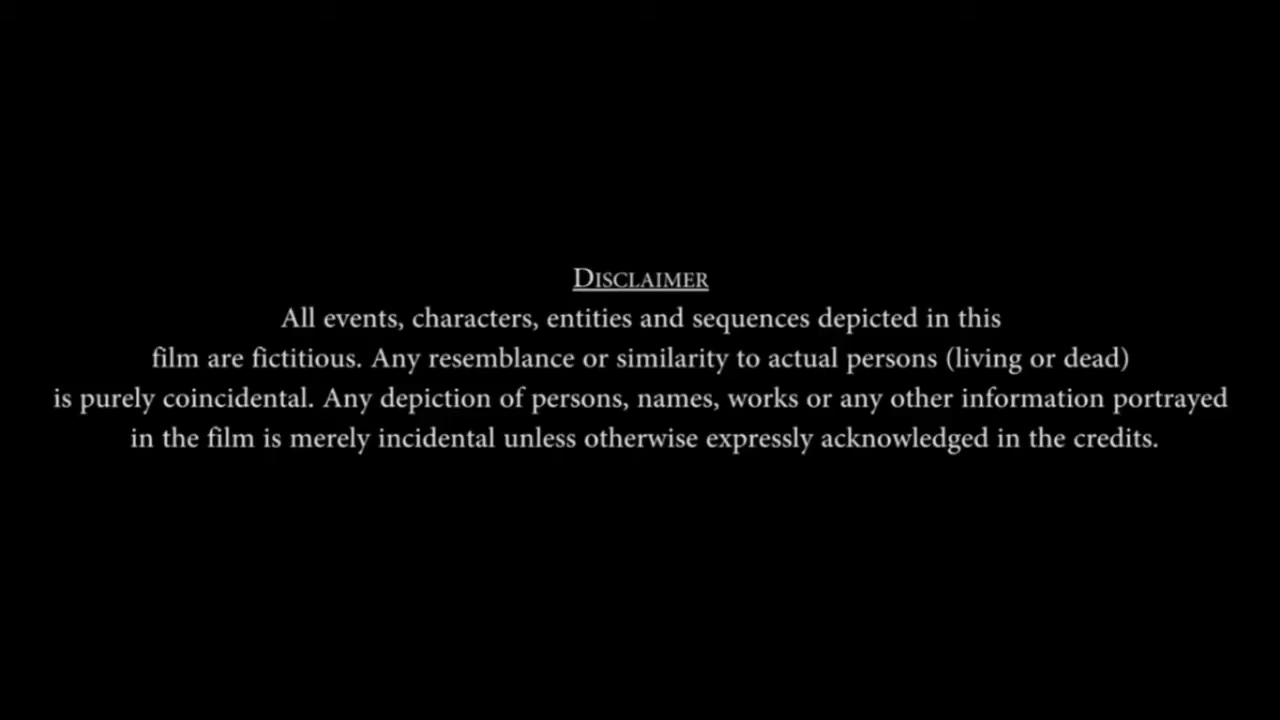 DISCLAIMER
All events, characters, entities and sequences depicted in this
film are fictitious. Any resemblance or similarity to actual persons (living or dead)
is purely coincidental. Any depiction of persons, names, works or any other information portrayed
in the film is merely incidental unless otherwise expressly acknowledged in the credits.